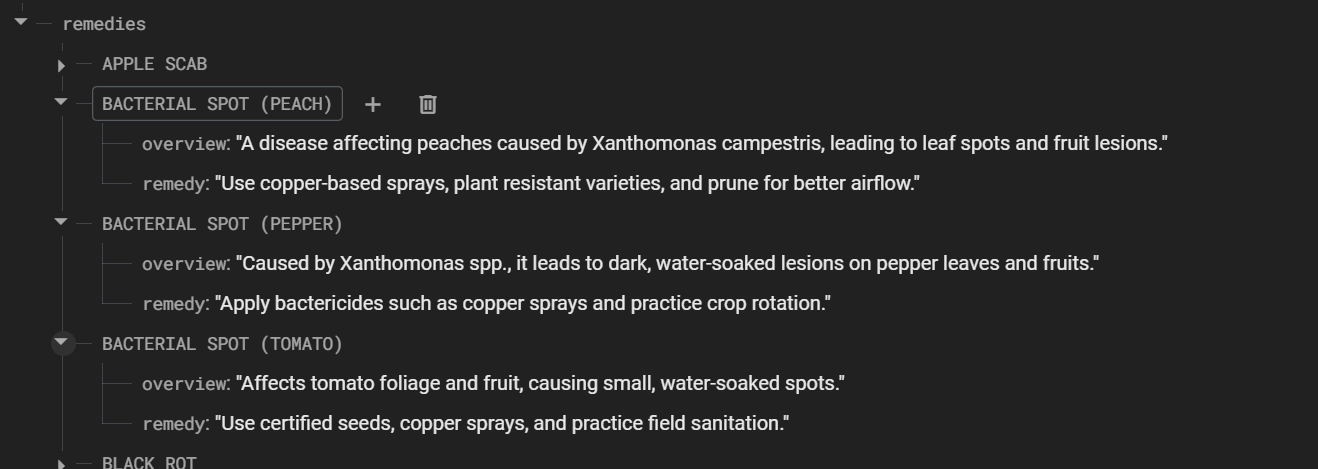 remedies
APPLE SCAB
BACTERIAL SPOT (PEACH)
overview: "A disease affecting peaches caused by Xanthomonas campestris, leading to leaf spots and fruit lesions."
remedy: "Use copper-based sprays, plant resistant varieties, and prune for better airflow."
BACTERIAL SPOT (PEPPER)
overview: "Caused by Xanthomonas spp., it leads to dark, water-soaked lesions on pepper leaves and fruits."
remedy: "Apply bactericides such as copper sprays and practice crop rotation."
BACTERIAL SPOT (TOMATO)
overview: "Affects tomato foliage and fruit, causing small, water-soaked spots."
remedy: "Use certified seeds, copper sprays, and practice field sanitation."
BLACK ROT